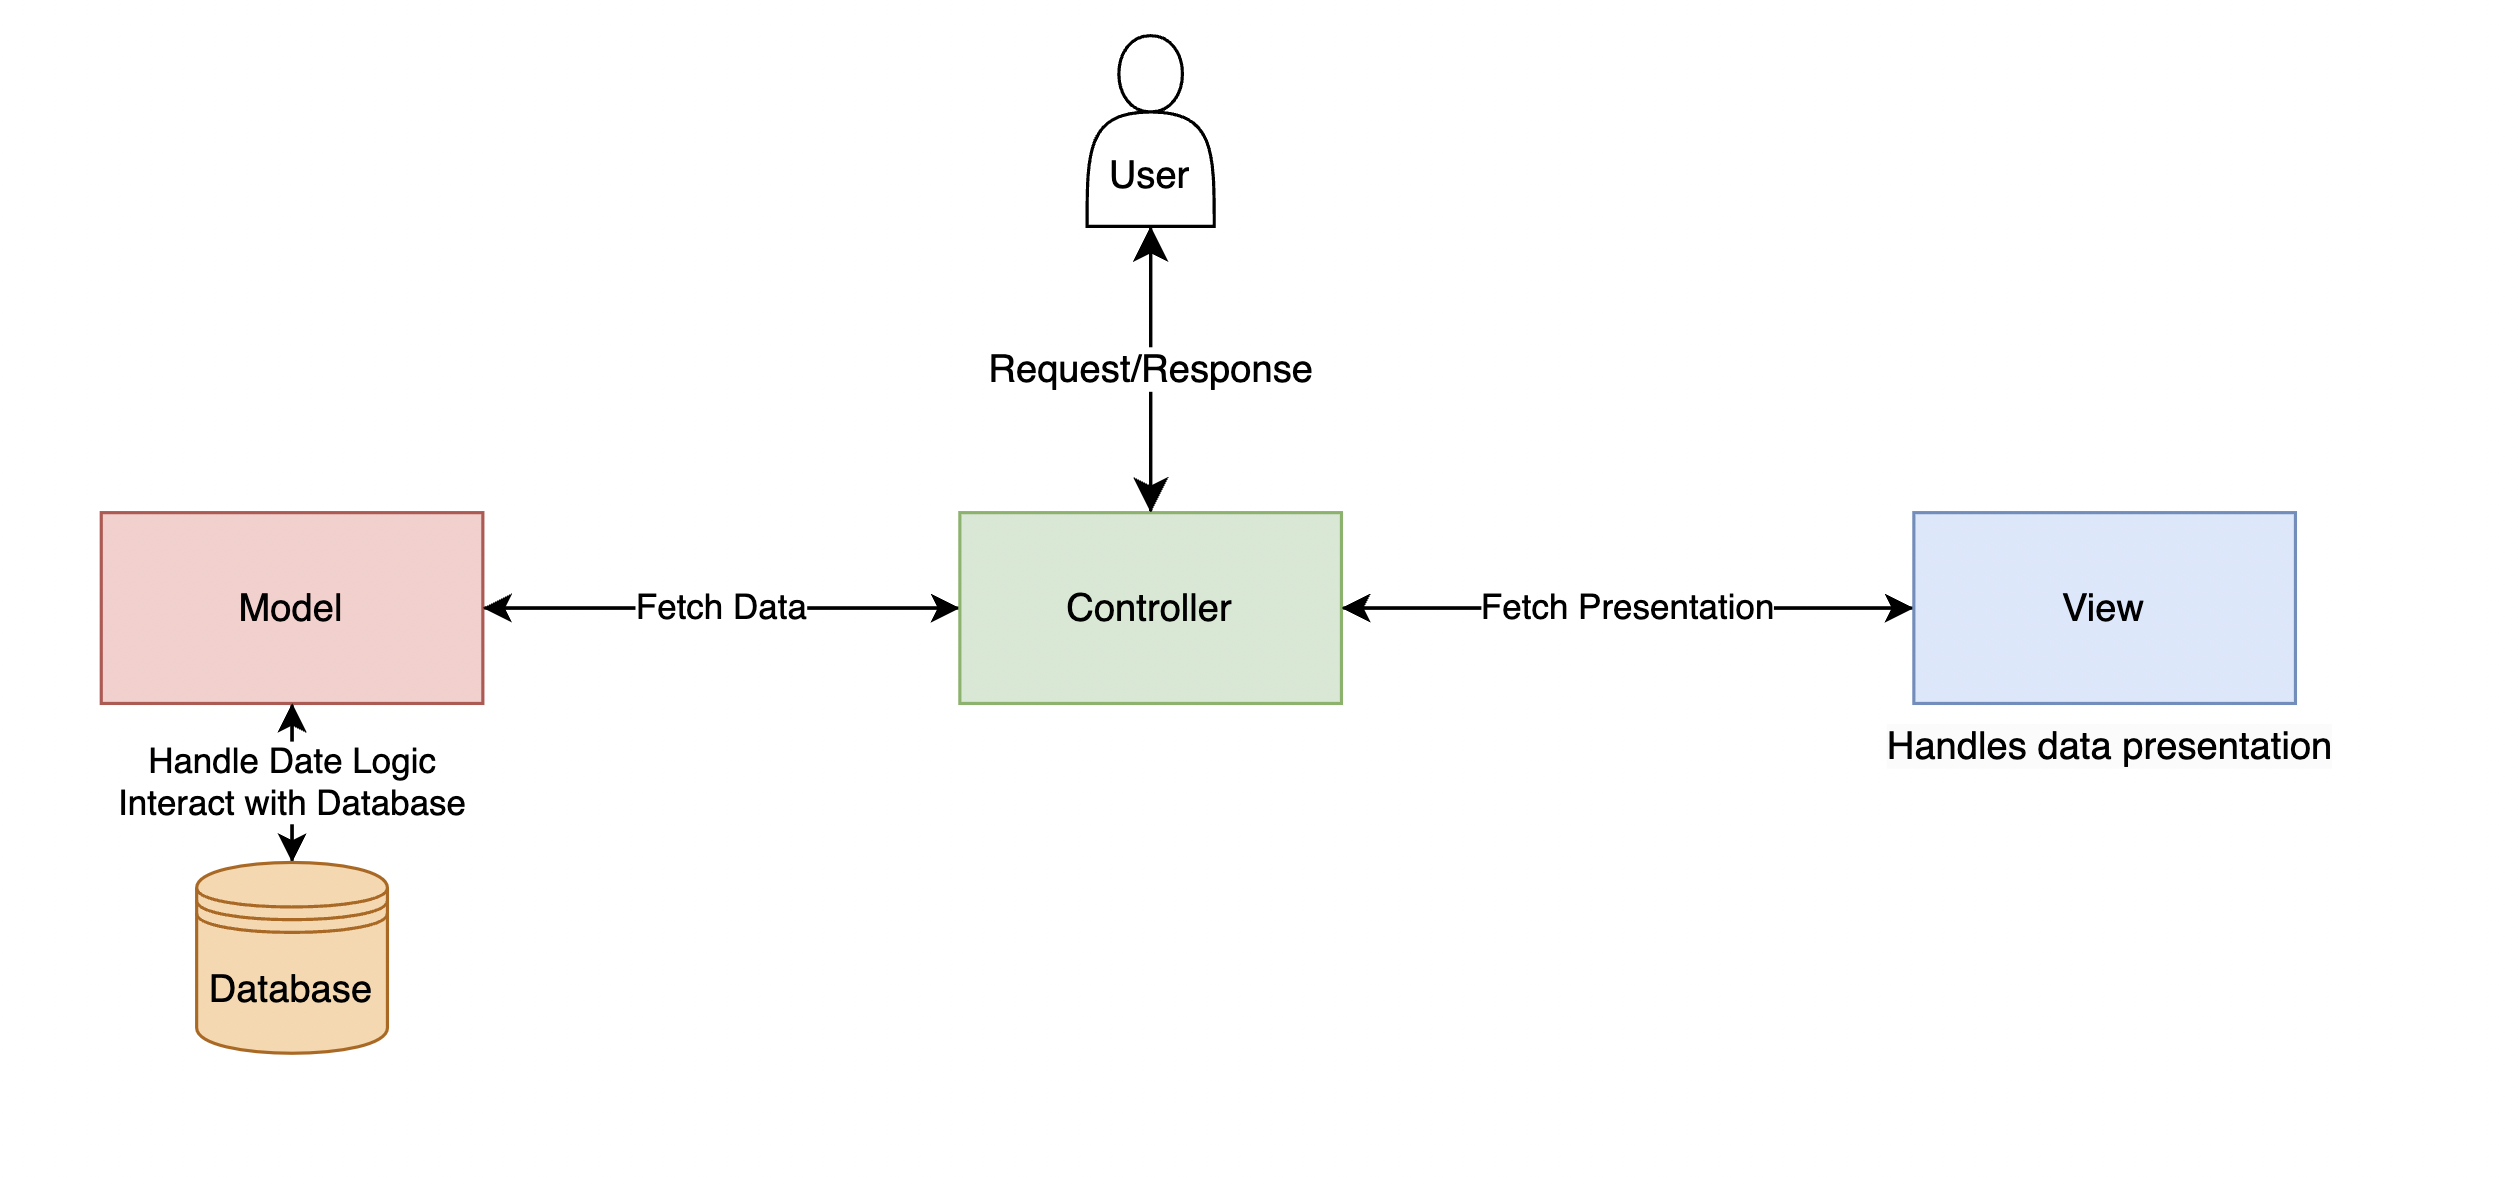 User
Request/Response
Model
Fetch Data
Controller
Fetch Presentation
View
Handle Date Logic
Interact with Database
Handles data presentation
Database